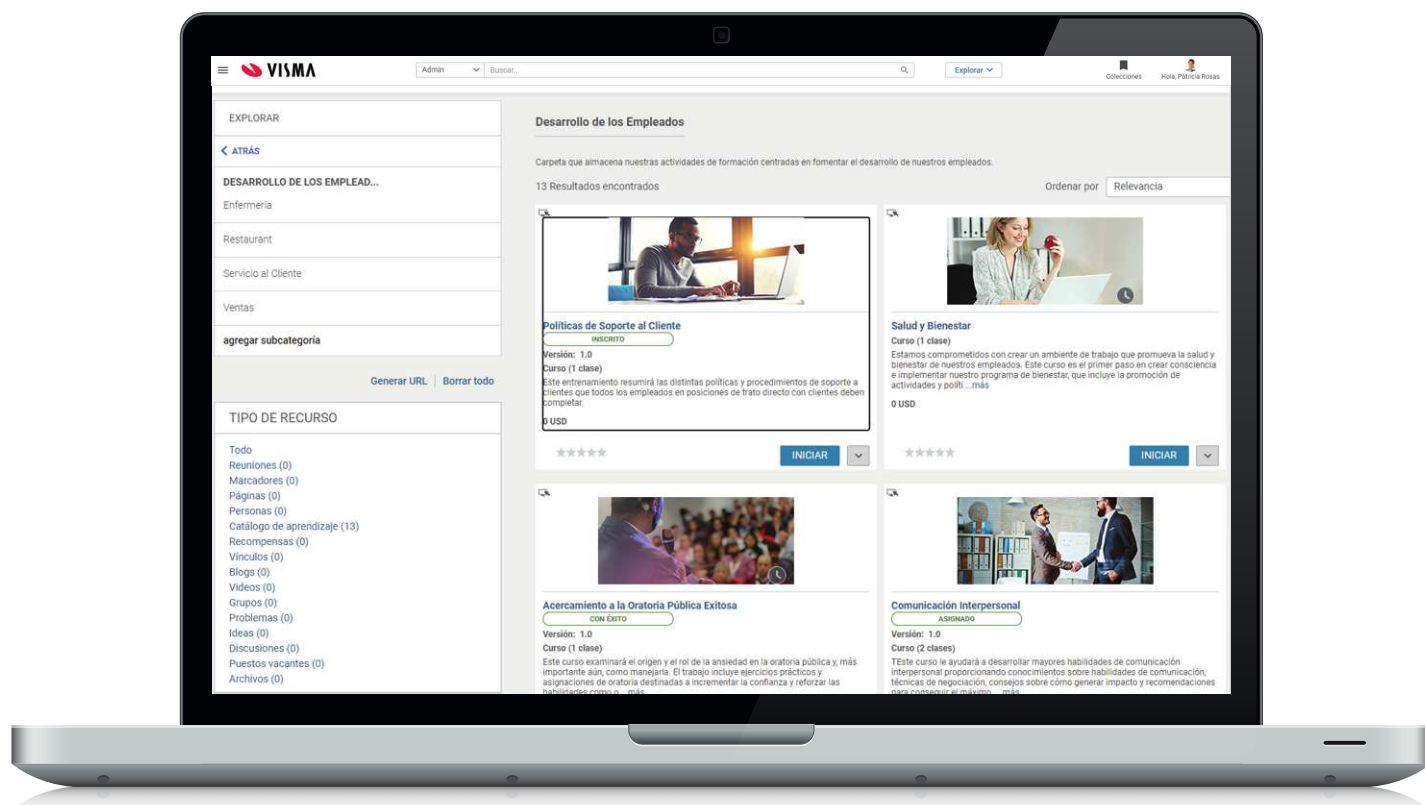 VISMA
Admin
Buscar...
Explorar
Colecciones
Hola, Patricia Rosas
EXPLORAR
ATRÁS
DESARROLLO DE LOS EMPLEAD...
Enfermería
Restaurant
Servicio al Cliente
Ventas
agregar subcategoría
Generar URL | Borrar todo
TIPO DE RECURSO
Todo
Reuniones (0)
Marcadores (0)
Páginas (0)
Personas (0)
Catálogo de aprendizaje (13)
Recompensas (0)
Vínculos (0)
Blogs (0)
Videos (0)
Grupos (0)
Problemas (0)
Ideas (0)
Discusiones (0)
Puestos vacantes (0)
Archivos (0)
Desarrollo de los Empleados
Carpeta que almacena nuestras actividades de formación centradas en fomentar el desarrollo de nuestros empleados.
13 Resultados encontrados
Ordenar por Relevancia
Políticas de Soporte al Cliente
INSCRITO
Versión: 1.0
Curso (1 clase)
Este entrenamiento resumirá las distintas políticas y procedimientos de soporte a
clientes que todos los empleados en posiciones de trato directo con clientes deben
completar.
0 USD
INICIAR
Salud y Bienestar
Curso (1 clase)
Estamos comprometidos con crear un ambiente de trabajo que promueva la salud y
bienestar de nuestros empleados. Este curso es el primer paso en crear consciencia
e implementar nuestro programa de bienestar, que incluye la promoción de
actividades y políti ...más
0 USD
INICIAR
Acercamiento a la Oratoria Pública Exitosa
CON ÉXITO
Versión: 1.0
Curso (1 clase)
Este curso examinará el origen y el rol de la ansiedad en la oratoria pública y, más
importante aún, como manejarla. El trabajo incluye ejercicios prácticos y
asignaciones de oratoria destinadas a incrementar la confianza y reforzar las
habilidades como o ...más
Comunicación Interpersonal
ASIGNADO
Versión: 1.0
Curso (2 clases)
TEste curso le ayudará a desarrollar mayores habilidades de comunicación
interpersonal proporcionando conocimientos sobre habilidades de comunicación,
técnicas de negociación, consejos sobre cómo generar impacto y recomendaciones
para conseguir el máximo ...más